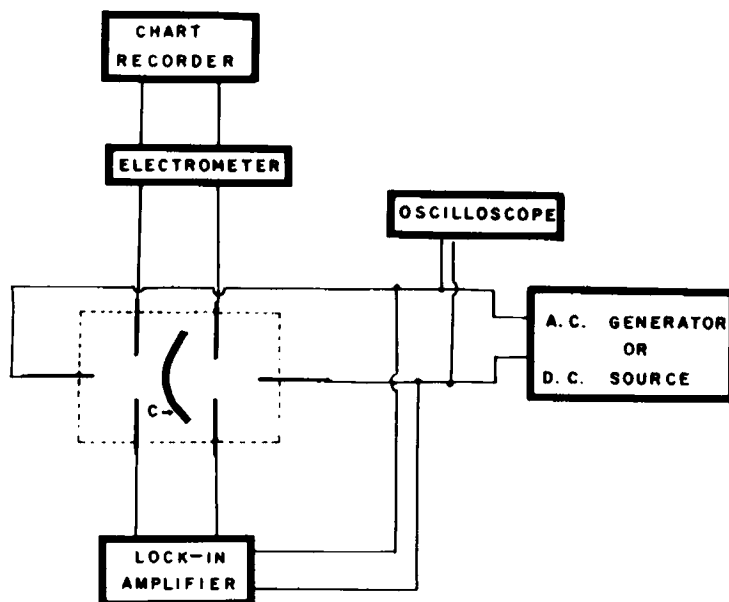 CHART
RECORDER
ELECTROMETER
OSCILLOSCOPE
A.C. GENERATOR
OR
D.C. SOURCE
C→
LOCK-IN
AMPLIFIER